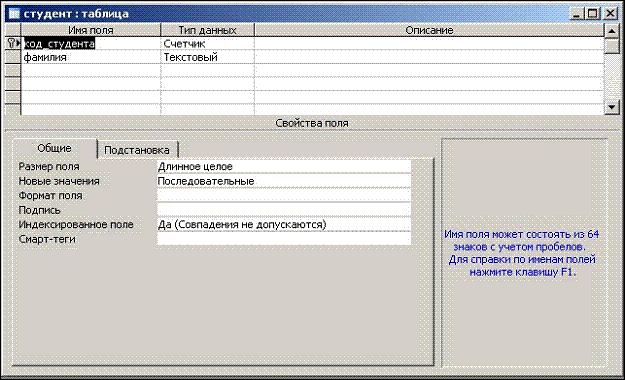 студент : таблица
Имя поля Тип данных Описание
код_студента Счетчик
фамилия Текстовый
Свойства поля
Общие Подстановка
Размер поля Длинное целое
Новые значения Последовательные
Формат поля
Подпись
Индексированное поле Да (Совпадения не допускаются)
Смарт-теги
Имя поля может состоять из 64
знаков с учетом пробелов.
Для справки по именам полей
нажмите клавишу F1.